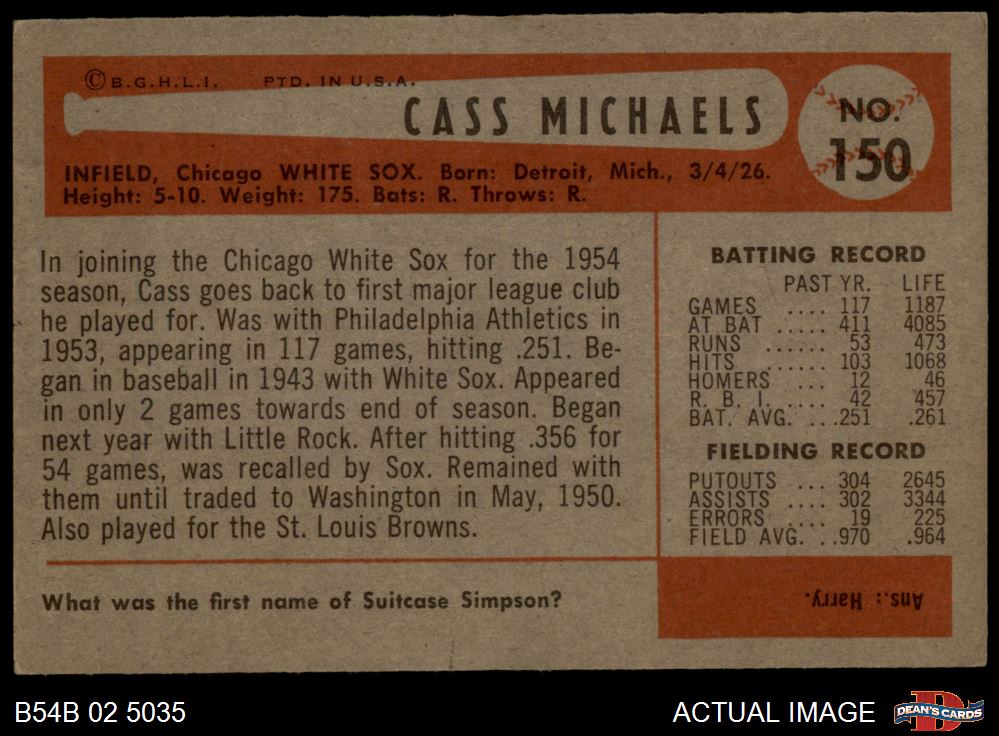 © B.G.H.L.I. PTD. IN U.S.A.
CASS MICHAELS
NO.
150
INFIELD, Chicago WHITE SOX. Born: Detroit, Mich., 3/4/26.
Height: 5-10. Weight: 175. Bats: R. Throws: R.
In joining the Chicago White Sox for the 1954
season, Cass goes back to first major league club
he played for. Was with Philadelphia Athletics in
1953, appearing in 117 games, hitting .251. Be-
gan in baseball in 1943 with White Sox. Appeared
in only 2 games towards end of season. Began
next year with Little Rock. After hitting .356 for
54 games, was recalled by Sox. Remained with
them until traded to Washington in May, 1950.
Also played for the St. Louis Browns.
BATTING RECORD
PAST YR. LIFE
GAMES .... 117 1187
AT BAT ..... 411 4085
RUNS ...... 53 473
HITS ...... 103 1068
HOMERS ... 12 46
R. B. I. .... 42 457
BAT. AVG. ...251 .261
FIELDING RECORD
PUTOUTS ... 304 2645
ASSISTS .... 302 3344
ERRORS .... 19 225
FIELD AVG. ..970 .964
What was the first name of Suitcase Simpson?
Ans.: Harry.
B54B 02 5035
ACTUAL IMAGE
DEAN'S CARDS